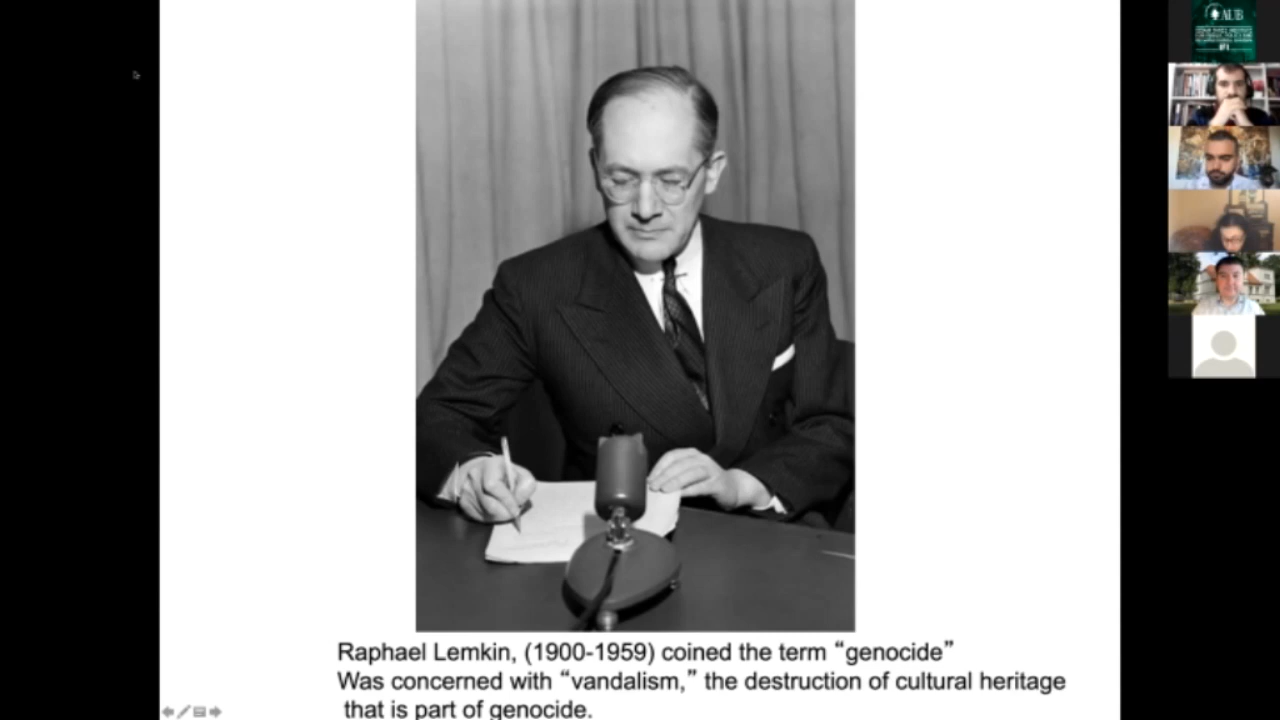 Raphael Lemkin, (1900-1959) coined the term “genocide”
Was concerned with “vandalism,” the destruction of cultural heritage
that is part of genocide.
AUB